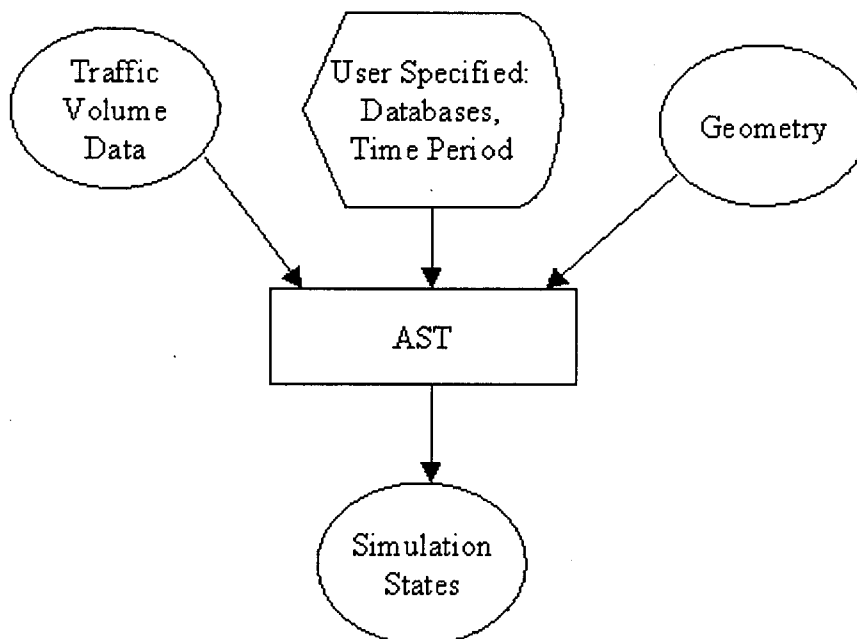 Traffic
Volume
Data
User Specified:
Databases,
Time Period
Geometry
AST
Simulation
States